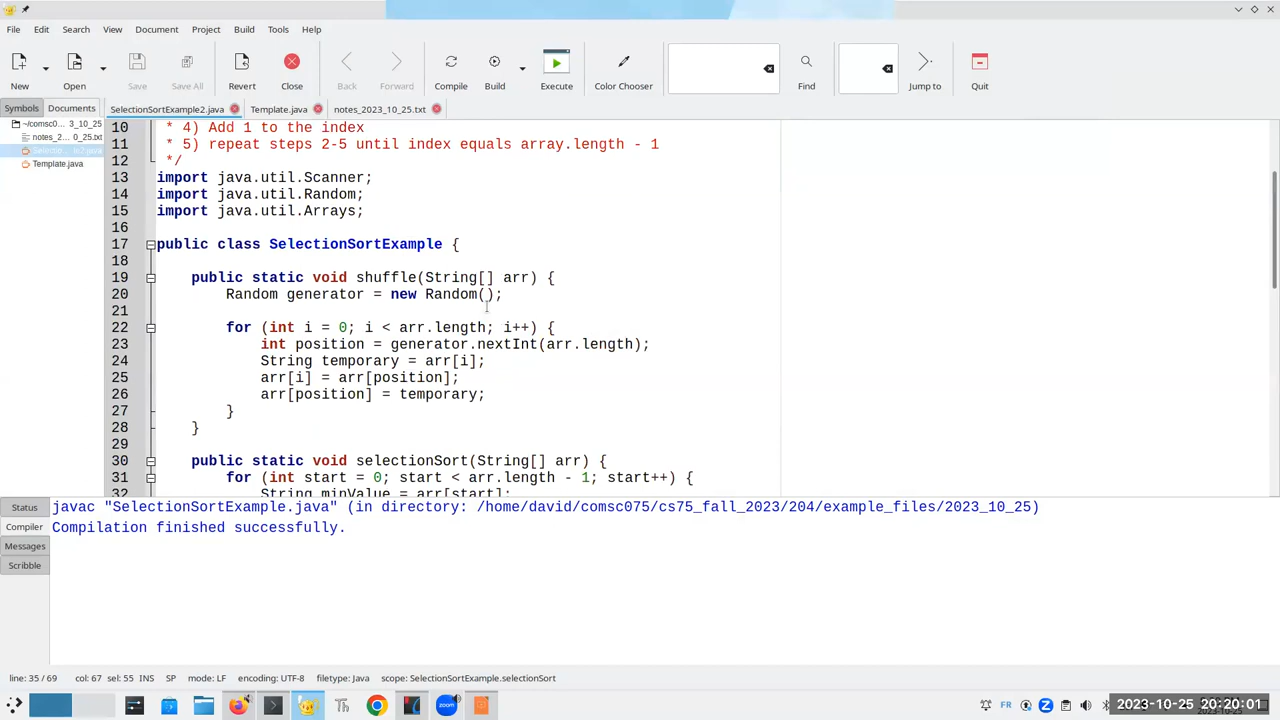 File Edit Search View Document Project Build Tools Help
New Open Save Save All Revert Close Back Forward Compile Build Execute Color Chooser Find Jump to Quit
Symbols Documents SelectionSortExample2.java Template.java notes_2023_10_25.txt
~/comsc0... 3_10_25
notes_2... 0_25.txt
Template.java
10 * 4) Add 1 to the index
11 * 5) repeat steps 2-5 until index equals array.length - 1
12 */
13 import java.util.Scanner;
14 import java.util.Random;
15 import java.util.Arrays;
16
17 public class SelectionSortExample {
18
19 public static void shuffle(String[] arr) {
20 Random generator = new Random();
21
22 for (int i = 0; i < arr.length; i++) {
23 int position = generator.nextInt(arr.length);
24 String temporary = arr[i];
25 arr[i] = arr[position];
26 arr[position] = temporary;
27 }
28 }
29
30 public static void selectionSort(String[] arr) {
31 for (int start = 0; start < arr.length - 1; start++) {
32 String minValue = arr[start];
Status
Compiler
Messages
Scribble
javac "SelectionSortExample.java" (in directory: /home/david/comsc075/cs75_fall_2023/204/example_files/2023_10_25)
Compilation finished successfully.
line: 35 / 69 col: 67 sel: 55 INS SP mode: LF encoding: UTF-8 filetype: Java scope: SelectionSortExample.selectionSort
Th zoom FR 2023-10-25 20:20:01